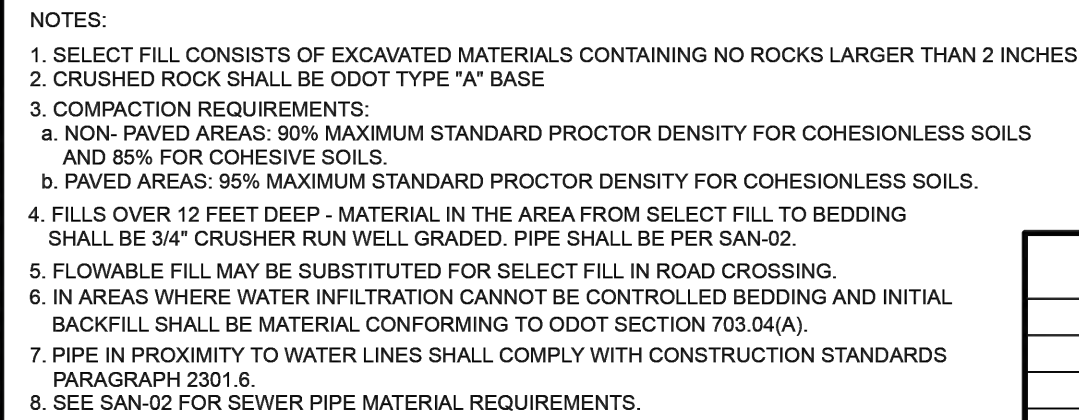 NOTES:
1. SELECT FILL CONSISTS OF EXCAVATED MATERIALS CONTAINING NO ROCKS LARGER THAN 2 INCHES
2. CRUSHED ROCK SHALL BE ODOT TYPE "A" BASE
3. COMPACTION REQUIREMENTS:
a. NON- PAVED AREAS: 90% MAXIMUM STANDARD PROCTOR DENSITY FOR COHESIONLESS SOILS
AND 85% FOR COHESIVE SOILS.
b. PAVED AREAS: 95% MAXIMUM STANDARD PROCTOR DENSITY FOR COHESIONLESS SOILS.
4. FILLS OVER 12 FEET DEEP - MATERIAL IN THE AREA FROM SELECT FILL TO BEDDING
SHALL BE 3/4" CRUSHER RUN WELL GRADED. PIPE SHALL BE PER SAN-02.
5. FLOWABLE FILL MAY BE SUBSTITUTED FOR SELECT FILL IN ROAD CROSSING.
6. IN AREAS WHERE WATER INFILTRATION CANNOT BE CONTROLLED BEDDING AND INITIAL
BACKFILL SHALL BE MATERIAL CONFORMING TO ODOT SECTION 703.04(A).
7. PIPE IN PROXIMITY TO WATER LINES SHALL COMPLY WITH CONSTRUCTION STANDARDS
PARAGRAPH 2301.6.
8. SEE SAN-02 FOR SEWER PIPE MATERIAL REQUIREMENTS.